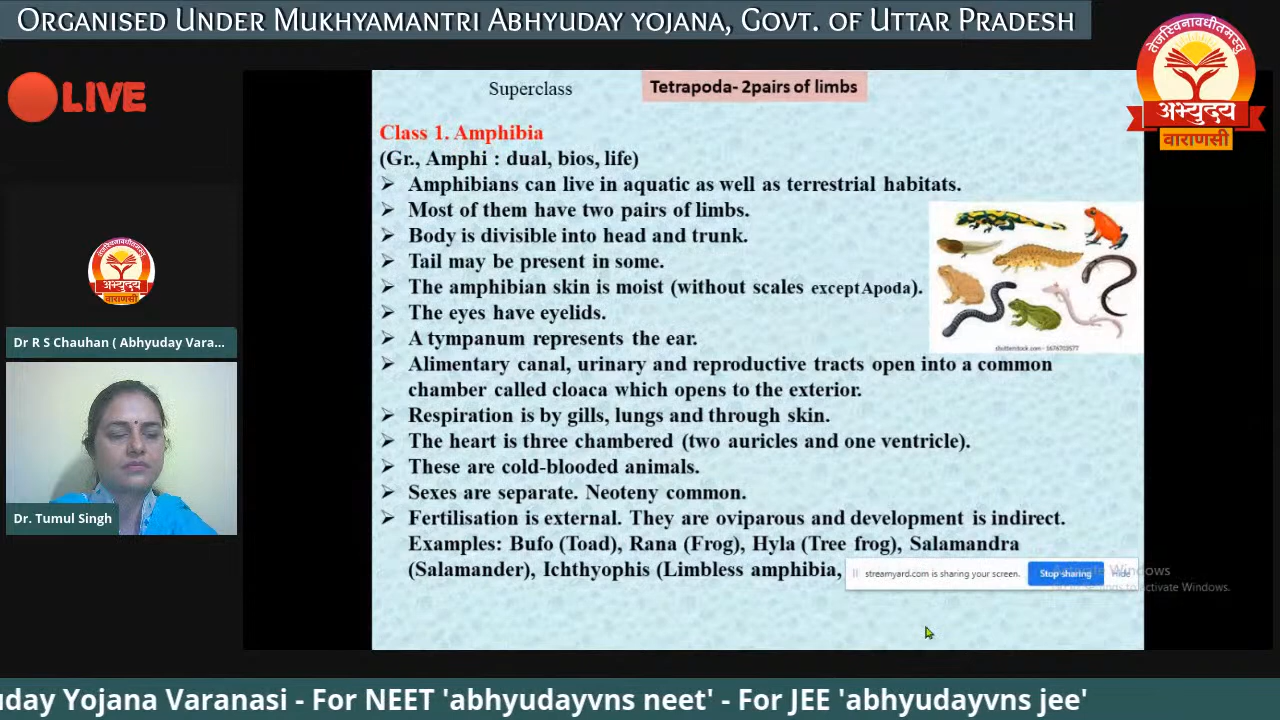 ORGANISED UNDER MUKHYAMANTRI ABHYUDAY YOJANA, GOVT. OF UTTAR PRADESH
LIVE
तेजस्विनावधीतमस्तु
अभ्युदय
वाराणसी
Superclass
Tetrapoda- 2pairs of limbs
Class 1. Amphibia
(Gr., Amphi : dual, bios, life)
Amphibians can live in aquatic as well as terrestrial habitats.
Most of them have two pairs of limbs.
Body is divisible into head and trunk.
Tail may be present in some.
The amphibian skin is moist (without scales except Apoda).
The eyes have eyelids.
A tympanum represents the ear.
Alimentary canal, urinary and reproductive tracts open into a common
chamber called cloaca which opens to the exterior.
Respiration is by gills, lungs and through skin.
The heart is three chambered (two auricles and one ventricle).
These are cold-blooded animals.
Sexes are separate. Neoteny common.
Fertilisation is external. They are oviparous and development is indirect.
Examples: Bufo (Toad), Rana (Frog), Hyla (Tree frog), Salamandra
(Salamander), Ichthyophis (Limbless amphibia,
streamyard.com is sharing your screen.
Stop sharing
Hide
अभ्युदय
Dr R S Chauhan ( Abhyuday Vara...
Dr. Tumul Singh
uday Yojana Varanasi - For NEET 'abhyudayvns neet' - For JEE 'abhyudayvns jee'